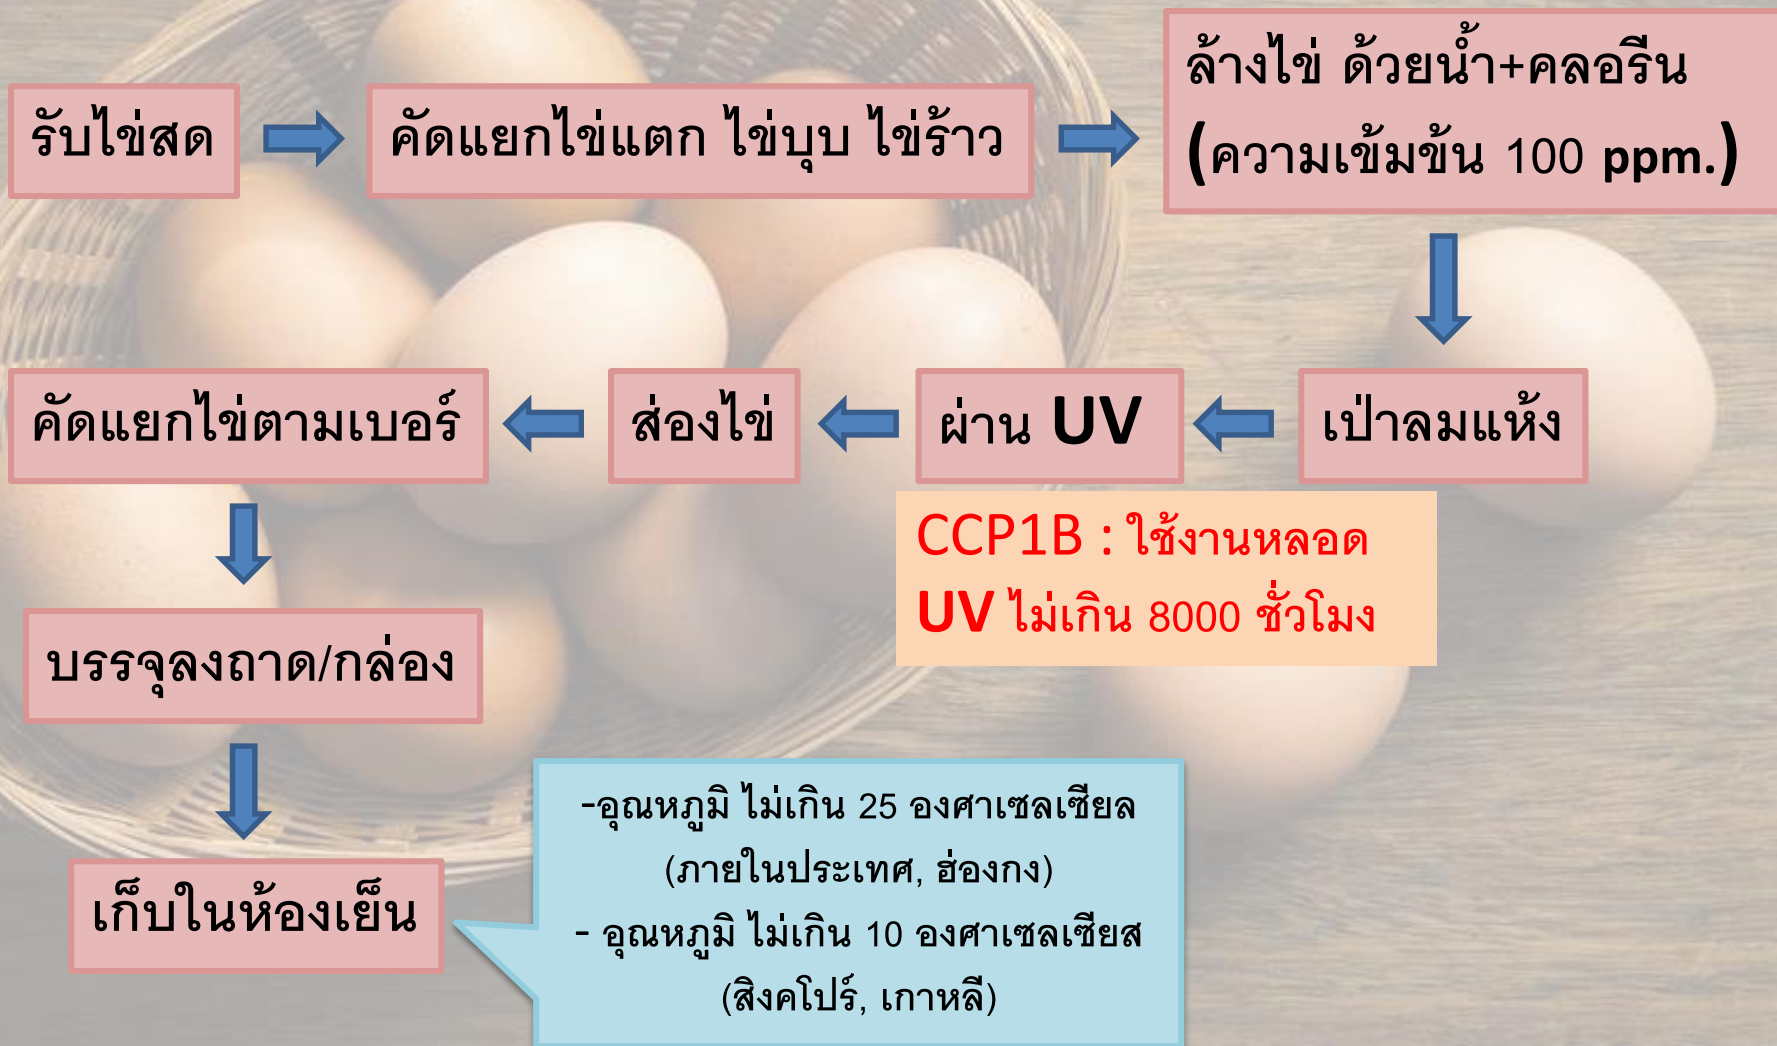 รับไข่สด
คัดแยกไข่แตก ไข่บุบ ไข่ร้าว
ล้างไข่ ด้วยน้ำ+คลอรีน
(ความเข้มข้น 100 ppm.)
คัดแยกไข่ตามเบอร์
ส่องไข่
ผ่าน UV
เป่าลมแห้ง
CCP1B : ใช้งานหลอด
UV ไม่เกิน 8000 ชั่วโมง
บรรจุลงถาด/กล่อง
เก็บในห้องเย็น
-อุณหภูมิ ไม่เกิน 25 องศาเซลเซียล
(ภายในประเทศ, ฮ่องกง)
- อุณหภูมิ ไม่เกิน 10 องศาเซลเซียส
(สิงคโปร์, เกาหลี)